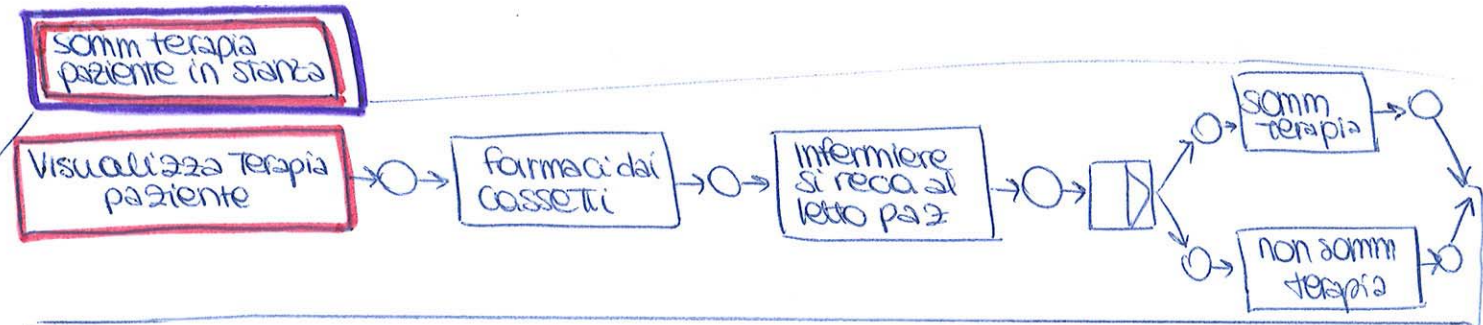 somm terapia
paziente in stanza
Visualizza Terapia
paziente
farmaci dai
cassetti
infermiere
si reca al
letto paz
somm
terapia
non somm
terapia